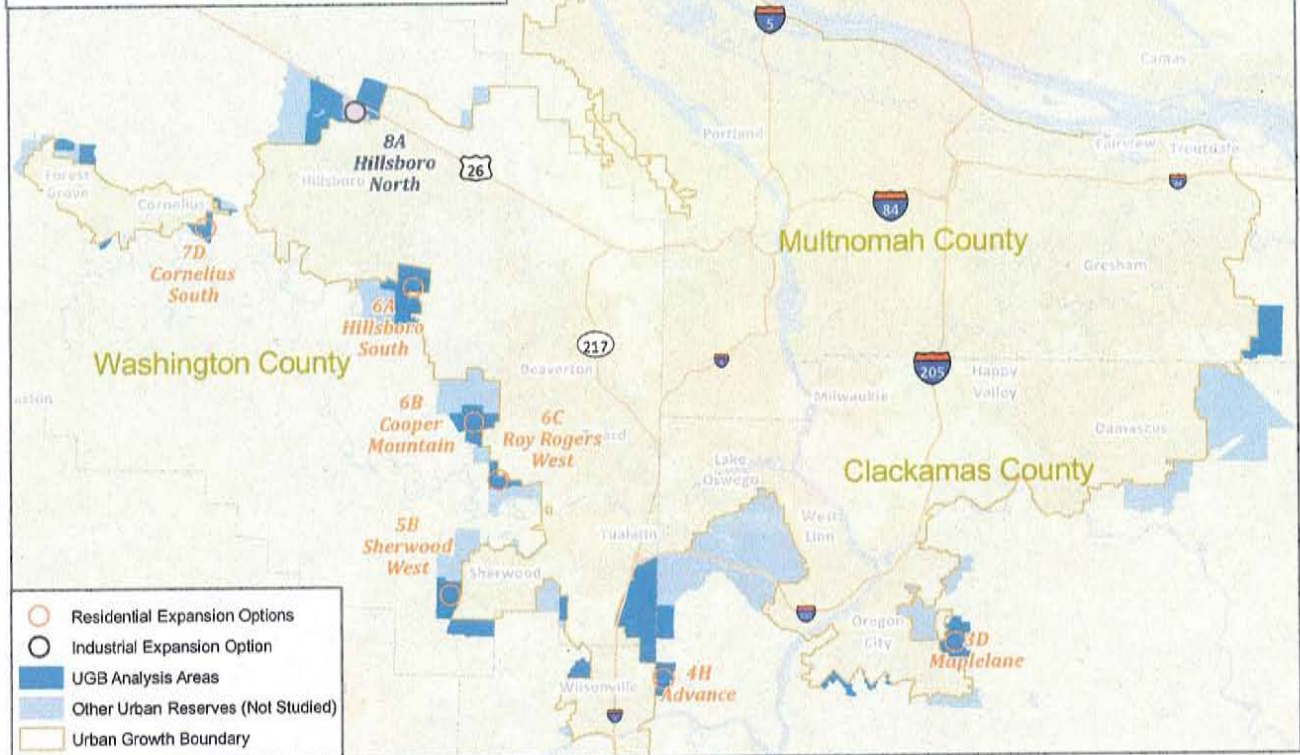 5
Camas
Portland
Fairview
Troutdale
8A
Hillsboro
North
26
Hillsboro
Forest
Grove
Cornelius
84
84
Multnomah County
Gresham
7D
Cornelius
South
6A
Hillsboro
South
Washington County
217
Beaverton
205
Happy
Valley
Milwaukie
Damascus
6B
Cooper
Mountain
6C
Roy Rogers
West
Lake
Oswego
Clackamas County
West
Linn
5B
Sherwood
West
Tualatin
Sherwood
Oregon
City
3D
Maplelane
4H
Advance
Wilsonville
Residential Expansion Options
Industrial Expansion Option
UGB Analysis Areas
Other Urban Reserves (Not Studied)
Urban Growth Boundary